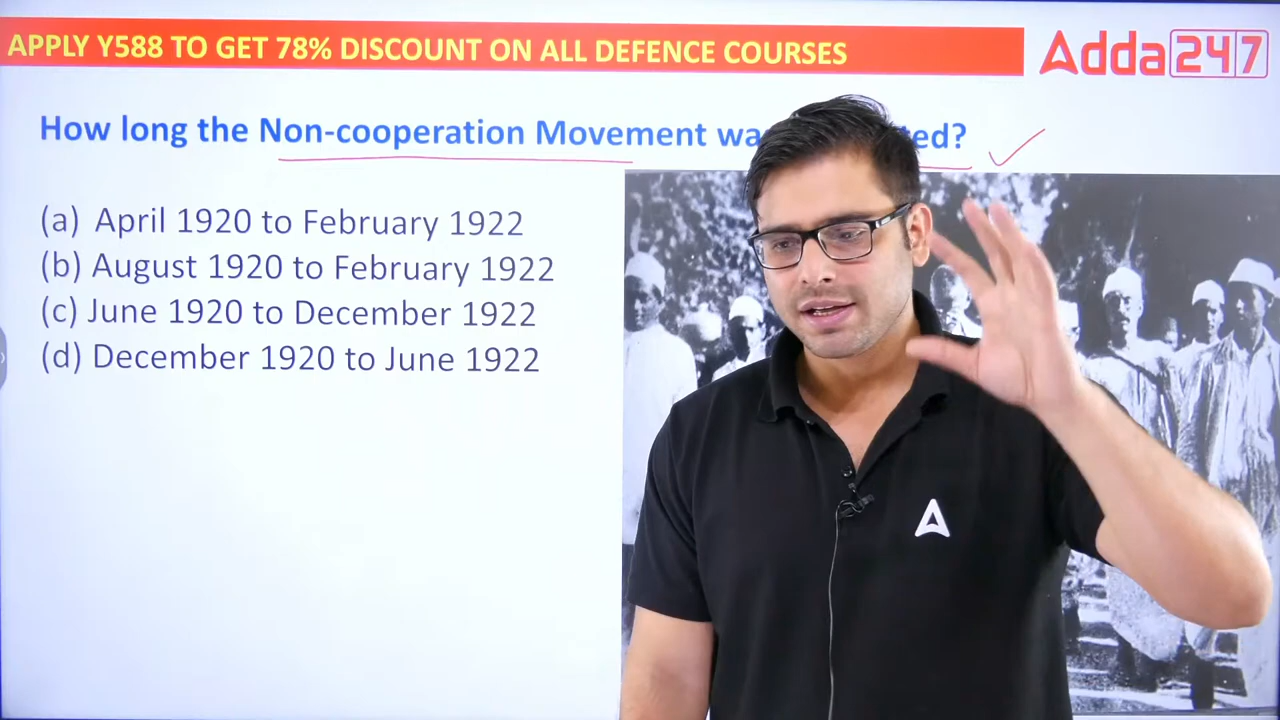 APPLY Y588 TO GET 78% DISCOUNT ON ALL DEFENCE COURSES
Adda247
How long the Non-cooperation Movement ted?
(a) April 1920 to February 1922
(b) August 1920 to February 1922
(c) June 1920 to December 1922
(d) December 1920 to June 1922